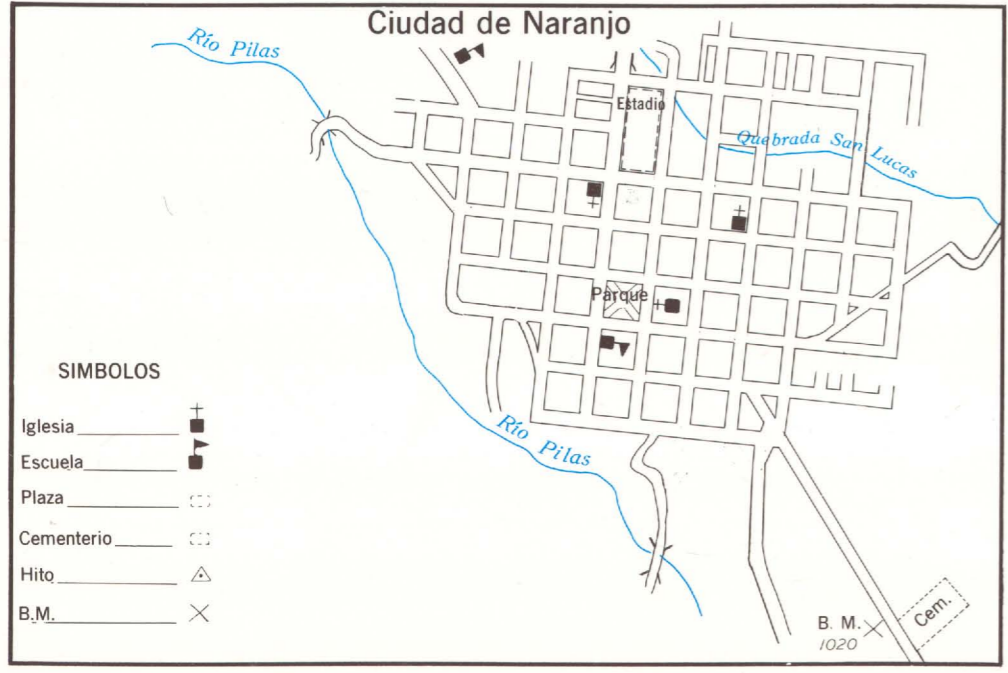 Ciudad de Naranjo
Río Pilas
Estadio
Quebrada San Lucas
Parque
SIMBOLOS
Iglesia
Escuela
Plaza
Cementerio
Hito
B.M.
Río Pilas
B. M.
1020
Cem.